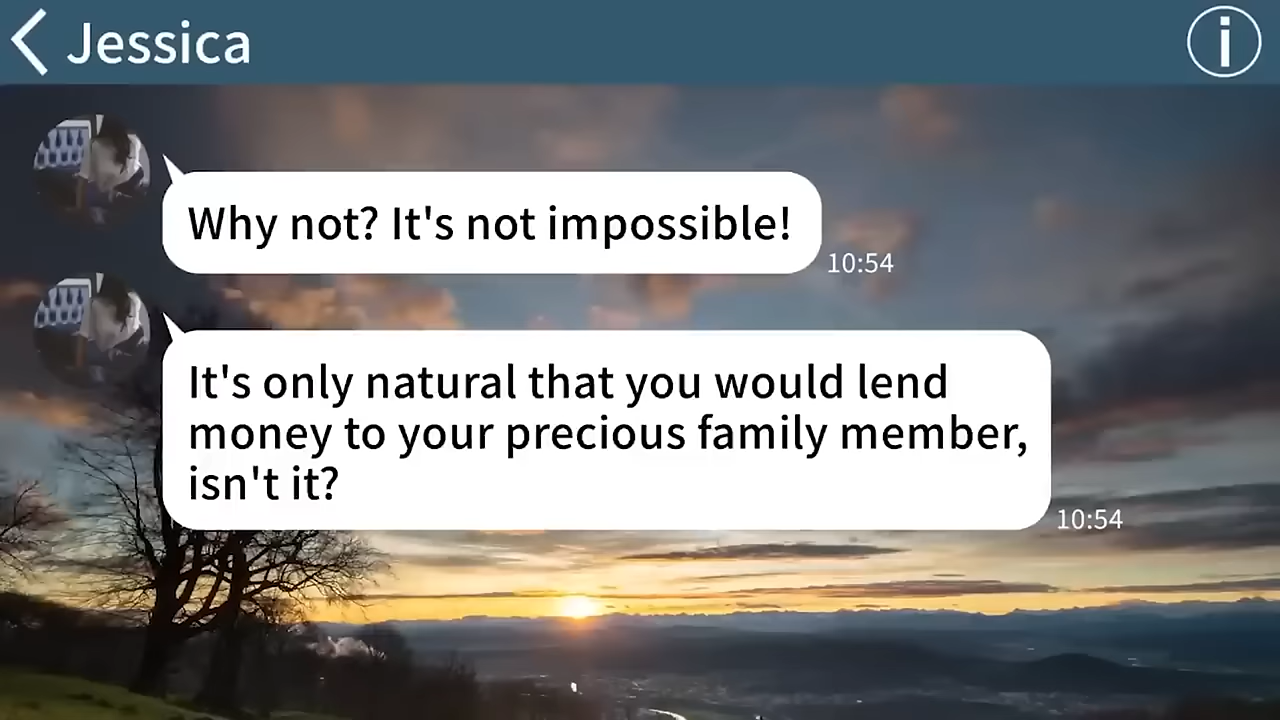 Jessica
Why not? It's not impossible!
10:54
It's only natural that you would lend
money to your precious family member,
isn't it?
10:54